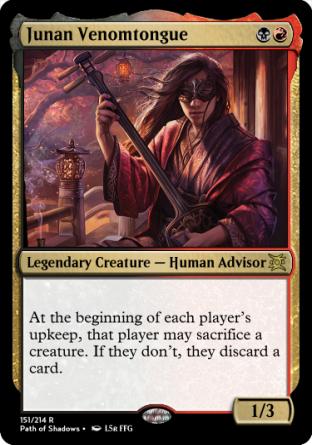 Junan Venomtongue
Legendary Creature — Human Advisor
At the beginning of each player's
upkeep, that player may sacrifice a
creature. If they don't, they discard a
card.
1/3
151/214 R
Path of Shadows • L5R FFG